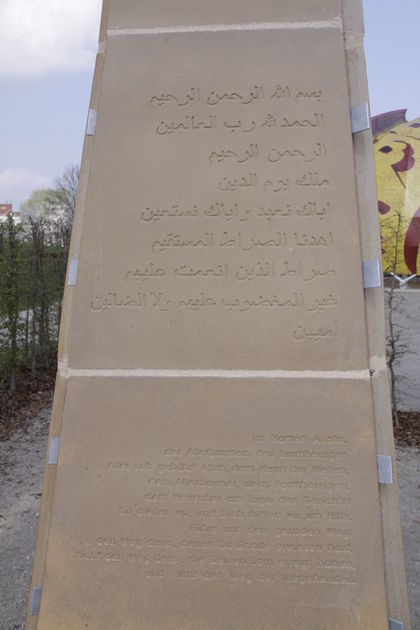 بسم الله الرحمن الرحيم
الحمد لله رب العالمين
الرحمن الرحيم
ملك يوم الدين
اياك نعبد واياك نستعين
اهدنا الصراط المستقيم
صراط الذين انعمت عليهم
غير المغضوب عليهم ولا الضالين
آميين
Im Namen Allahs,
des Allerbarmers, des Barmherzigen
Alles Lob gebührt Allah, dem Herrn der Welten,
dem Allerbarmer, dem Barmherzigen,
dem Herrscher am Tage des Gerichts!
Dir dienen wir, und Dich bitten wir um Hilfe.
Führe uns den geraden Weg,
den Weg derer, denen Du Gnade erwiesen hast,
nicht den Weg derer, die Deinen Zorn erregt haben,
und nicht den Weg der Irregehenden.